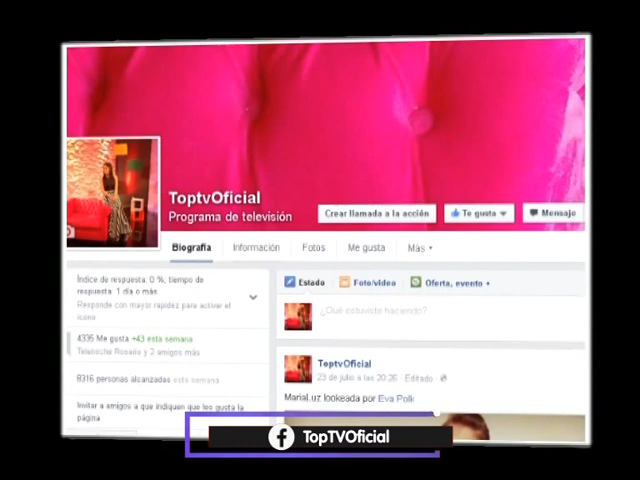 ToptvOficial
Programa de televisión
Crear llamada a la acción
Te gusta
Mensaje
Biografía
Información
Fotos
Me gusta
Más
Índice de respuesta: 0 %, tiempo de
respuesta: 1 día o más
Responde con mayor rapidez para activar el
icono
4335 Me gusta +43 esta semana
Telenoche Rosario y 2 amigos más
8316 personas alcanzadas esta semana
Invitar a amigos a que indiquen que les gusta la
página
Estado
Foto/video
Oferta, evento +
¿Qué estuviste haciendo?
ToptvOficial
23 de julio a las 20:26 · Editado
MariaLuz lookeada por Eva Polk
TopTVOficial